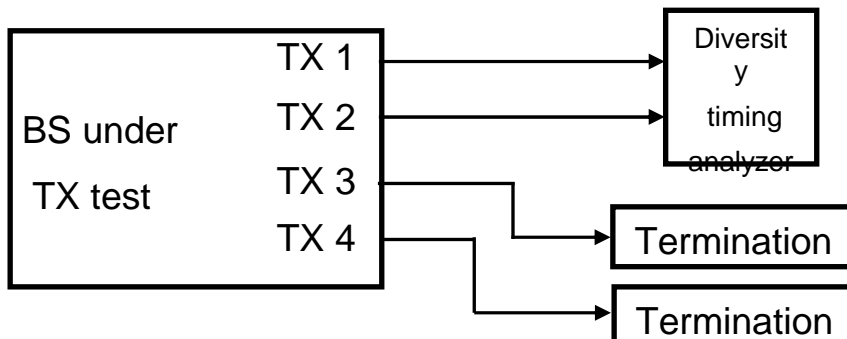 BS under
TX test
TX 1
TX 2
TX 3
TX 4
Diversit
y
timing
analyzer
Termination
Termination